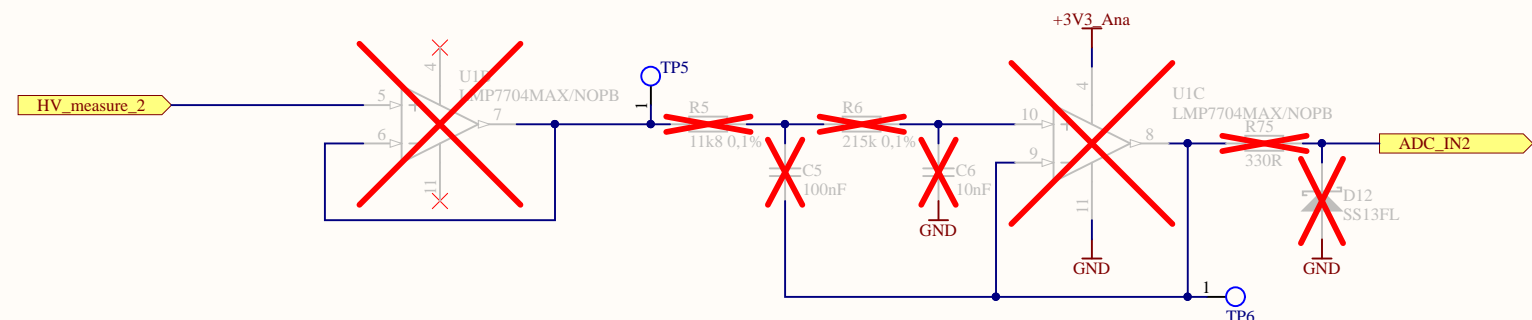 +3V3_Ana
HV_measure_2
5
6
4
11
7
LMP7704MAX/NOPB
TP5
1
R5
11k8 0,1%
R6
215k 0,1%
C5
100nF
C6
10nF
GND
10
9
4
11
8
U1C
LMP7704MAX/NOPB
GND
R75
330R
ADC_IN2
D12
SS13FL
GND
1
TP6